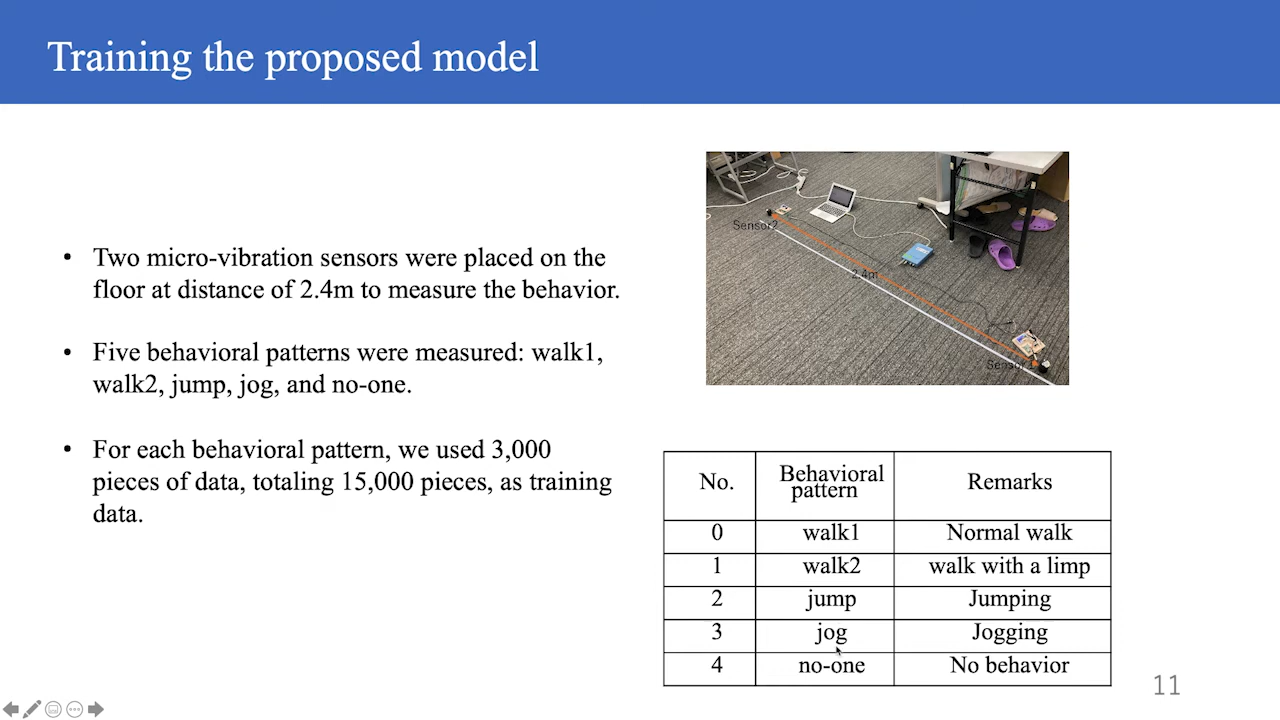 Training the proposed model
• Two micro-vibration sensors were placed on the
floor at distance of 2.4m to measure the behavior.
• Five behavioral patterns were measured: walk1,
walk2, jump, jog, and no-one.
• For each behavioral pattern, we used 3,000
pieces of data, totaling 15,000 pieces, as training
data.
Sensor2
2.4m
No. Behavioral pattern Remarks
0 walk1 Normal walk
1 walk2 walk with a limp
2 jump Jumping
3 jog Jogging
4 no-one No behavior
11